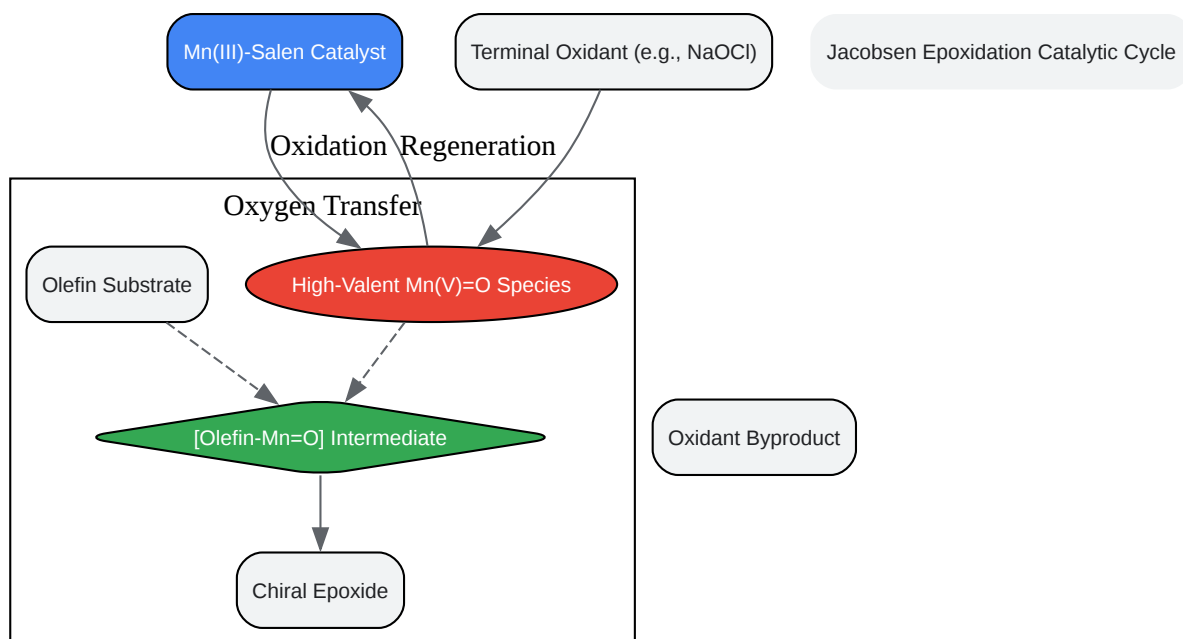 Mn(III)-Salen Catalyst
Terminal Oxidant (e.g., NaOCl)
Jacobsen Epoxidation Catalytic Cycle
Oxidation
Regeneration
Oxygen Transfer
Olefin Substrate
High-Valent Mn(V)=O Species
[Olefin-Mn=O] Intermediate
Oxidant Byproduct
Chiral Epoxide